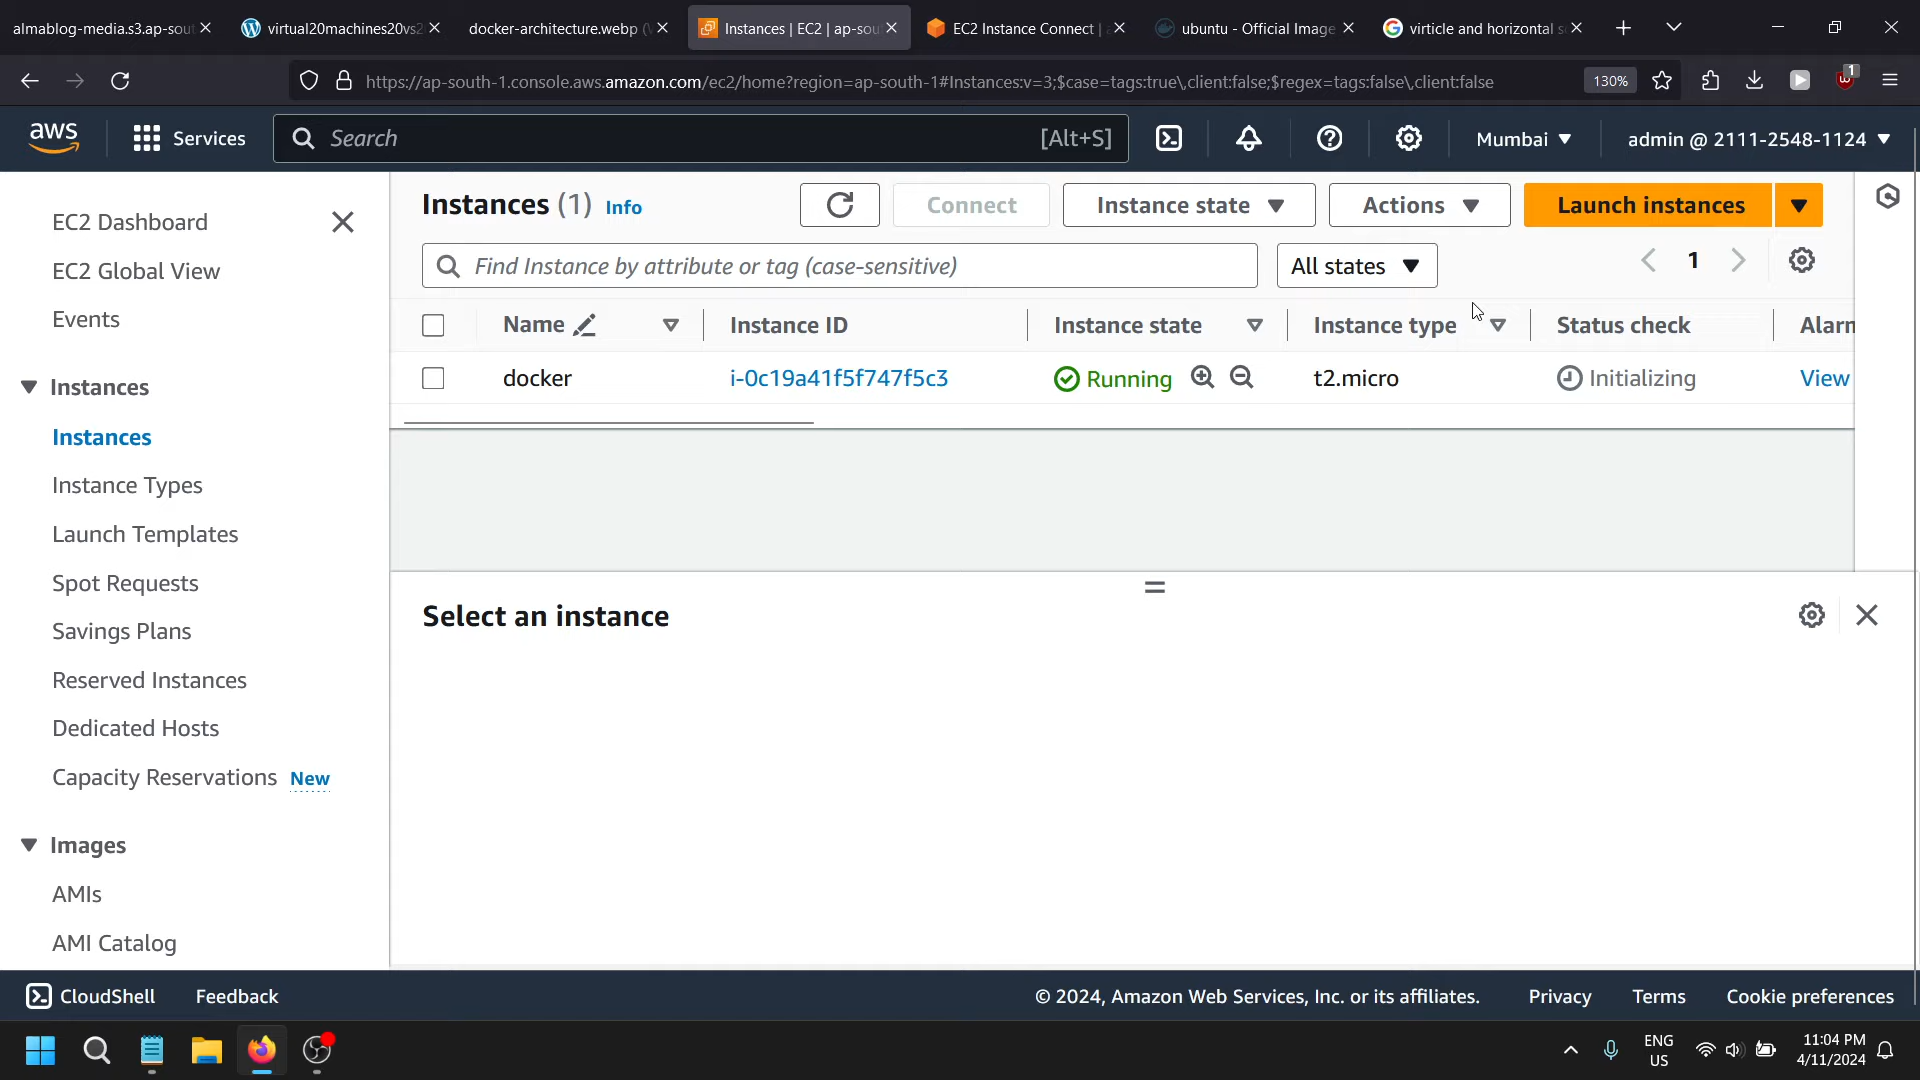 almablog-media.s3.ap-sout
virtual20machines20vs2
docker-architecture.webp (
Instances | EC2 | ap-sou
EC2 Instance Connect |
ubuntu - Official Image
virticle and horizontal s
https://ap-south-1.console.aws.amazon.com/ec2/home?region=ap-south-1#Instances:v=3;$case=tags:true\,client:false;$regex=tags:false\,client:false
130%
1
aws
Services
Search
[Alt+S]
Mumbai
admin @ 2111-2548-1124
EC2 Dashboard
EC2 Global View
Events
Instances
Instances
Instance Types
Launch Templates
Spot Requests
Savings Plans
Reserved Instances
Dedicated Hosts
Capacity Reservations New
Images
AMIs
AMI Catalog
Instances (1) Info
Connect
Instance state
Actions
Launch instances
Find Instance by attribute or tag (case-sensitive)
All states
1
Name Instance ID Instance state Instance type Status check Alarm
docker i-0c19a41f5f747f5c3 Running t2.micro Initializing View
Select an instance
CloudShell
Feedback
© 2024, Amazon Web Services, Inc. or its affiliates.
Privacy
Terms
Cookie preferences
ENG
US
11:04 PM
4/11/2024